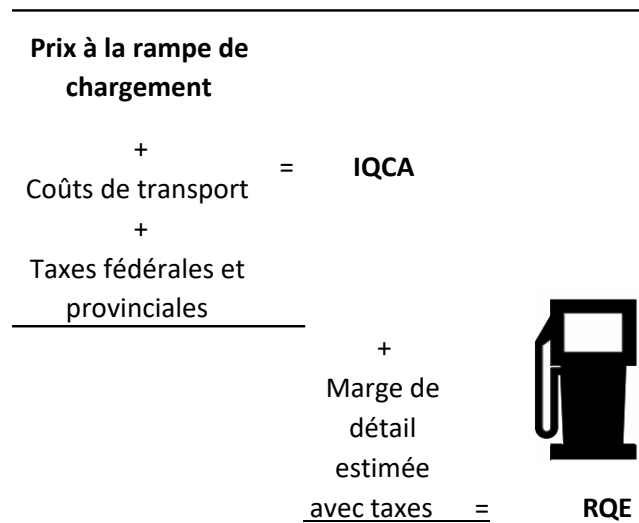 Prix à la rampe de
chargement
+
Coûts de transport
= IQCA
+
Taxes fédérales et
provinciales
+
Marge de
détail
estimée
avec taxes = RQE